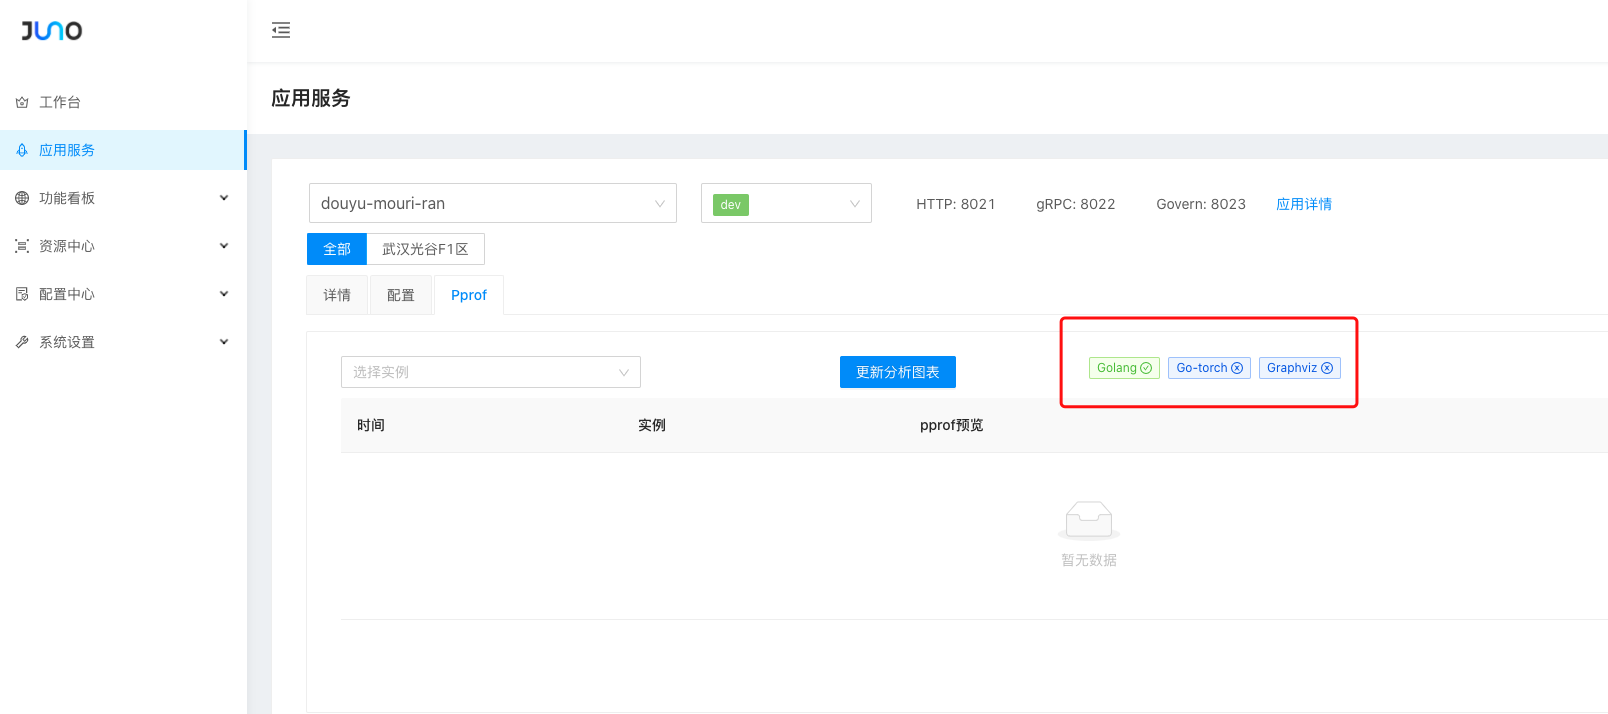 JUNO
工作台
应用服务
功能看板
资源中心
配置中心
系统设置
应用服务
douyu-mouri-ran
dev
HTTP: 8021
gRPC: 8022
Govern: 8023
应用详情
全部
武汉光谷F1区
详情
配置
Pprof
选择实例
更新分析图表
Golang
Go-torch
Graphviz
时间
实例
pprof预览
暂无数据